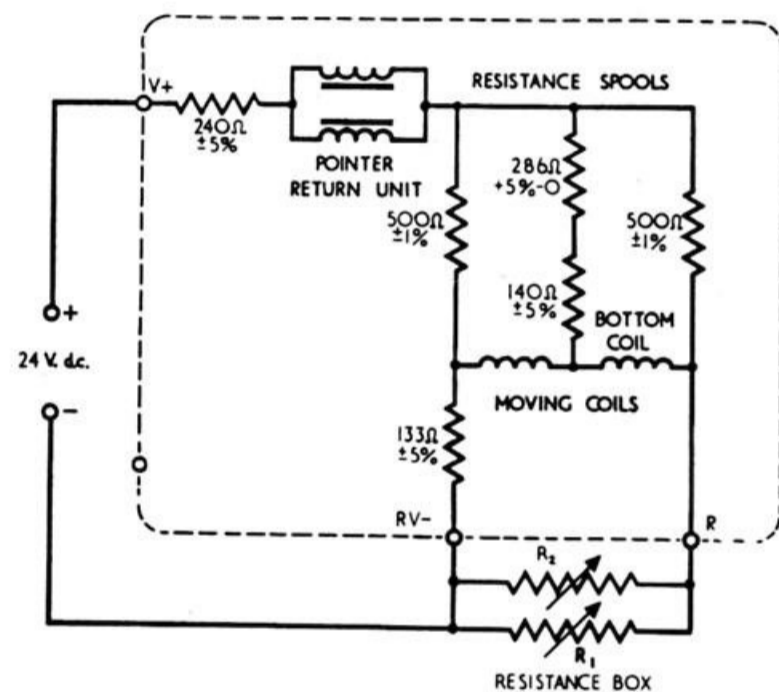 V+
240Ω
±5%
POINTER
RETURN UNIT
RESISTANCE SPOOLS
500Ω
±1%
286Ω
+5%-0
140Ω
±5%
500Ω
±1%
BOTTOM
COIL
MOVING COILS
+
24 V. d.c.
−
133Ω
±5%
RV-
R
R₂
R₁
RESISTANCE BOX